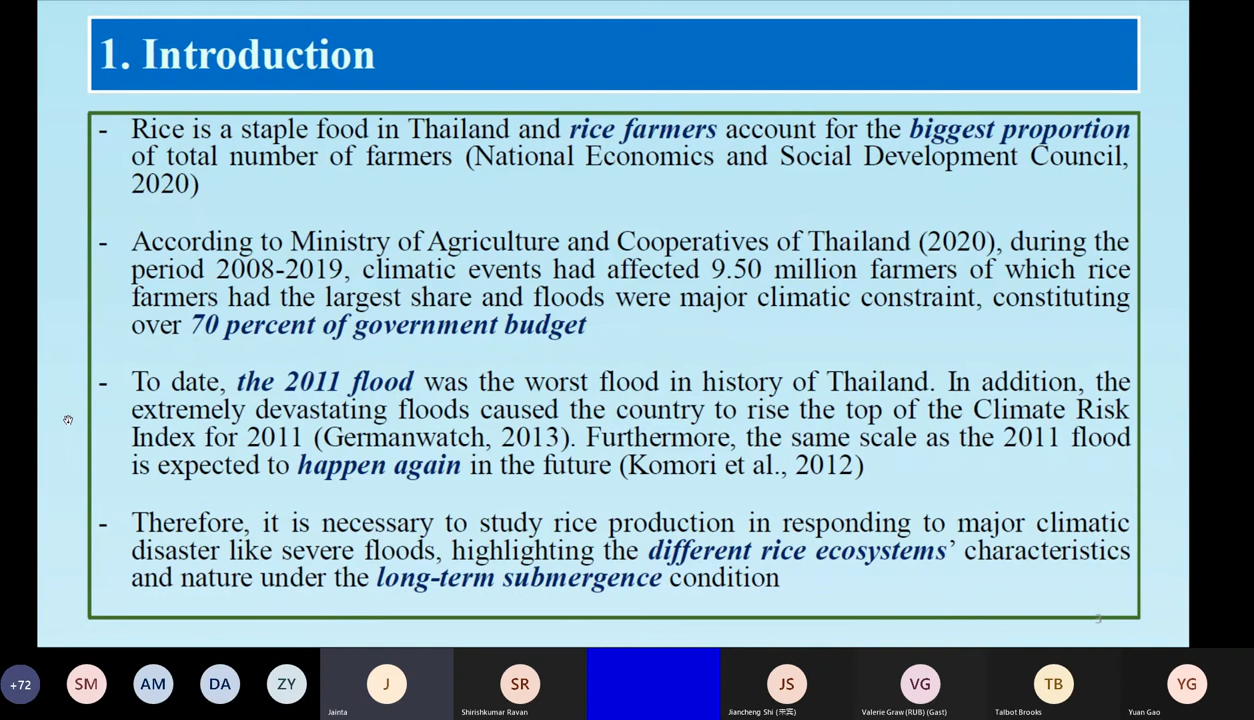 1. Introduction
- Rice is a staple food in Thailand and rice farmers account for the biggest proportion
of total number of farmers (National Economics and Social Development Council,
2020)
- According to Ministry of Agriculture and Cooperatives of Thailand (2020), during the
period 2008-2019, climatic events had affected 9.50 million farmers of which rice
farmers had the largest share and floods were major climatic constraint, constituting
over 70 percent of government budget
- To date, the 2011 flood was the worst flood in history of Thailand. In addition, the
extremely devastating floods caused the country to rise the top of the Climate Risk
Index for 2011 (Germanwatch, 2013). Furthermore, the same scale as the 2011 flood
is expected to happen again in the future (Komori et al., 2012)
- Therefore, it is necessary to study rice production in responding to major climatic
disaster like severe floods, highlighting the different rice ecosystems' characteristics
and nature under the long-term submergence condition
3
+72 SM AM DA ZY J SR JS VG TB YG
Jainta Shirishkumar Ravan Jiancheng Shi Valerie Graw (RUB) (Gast) Talbot Brooks Yuan Gao